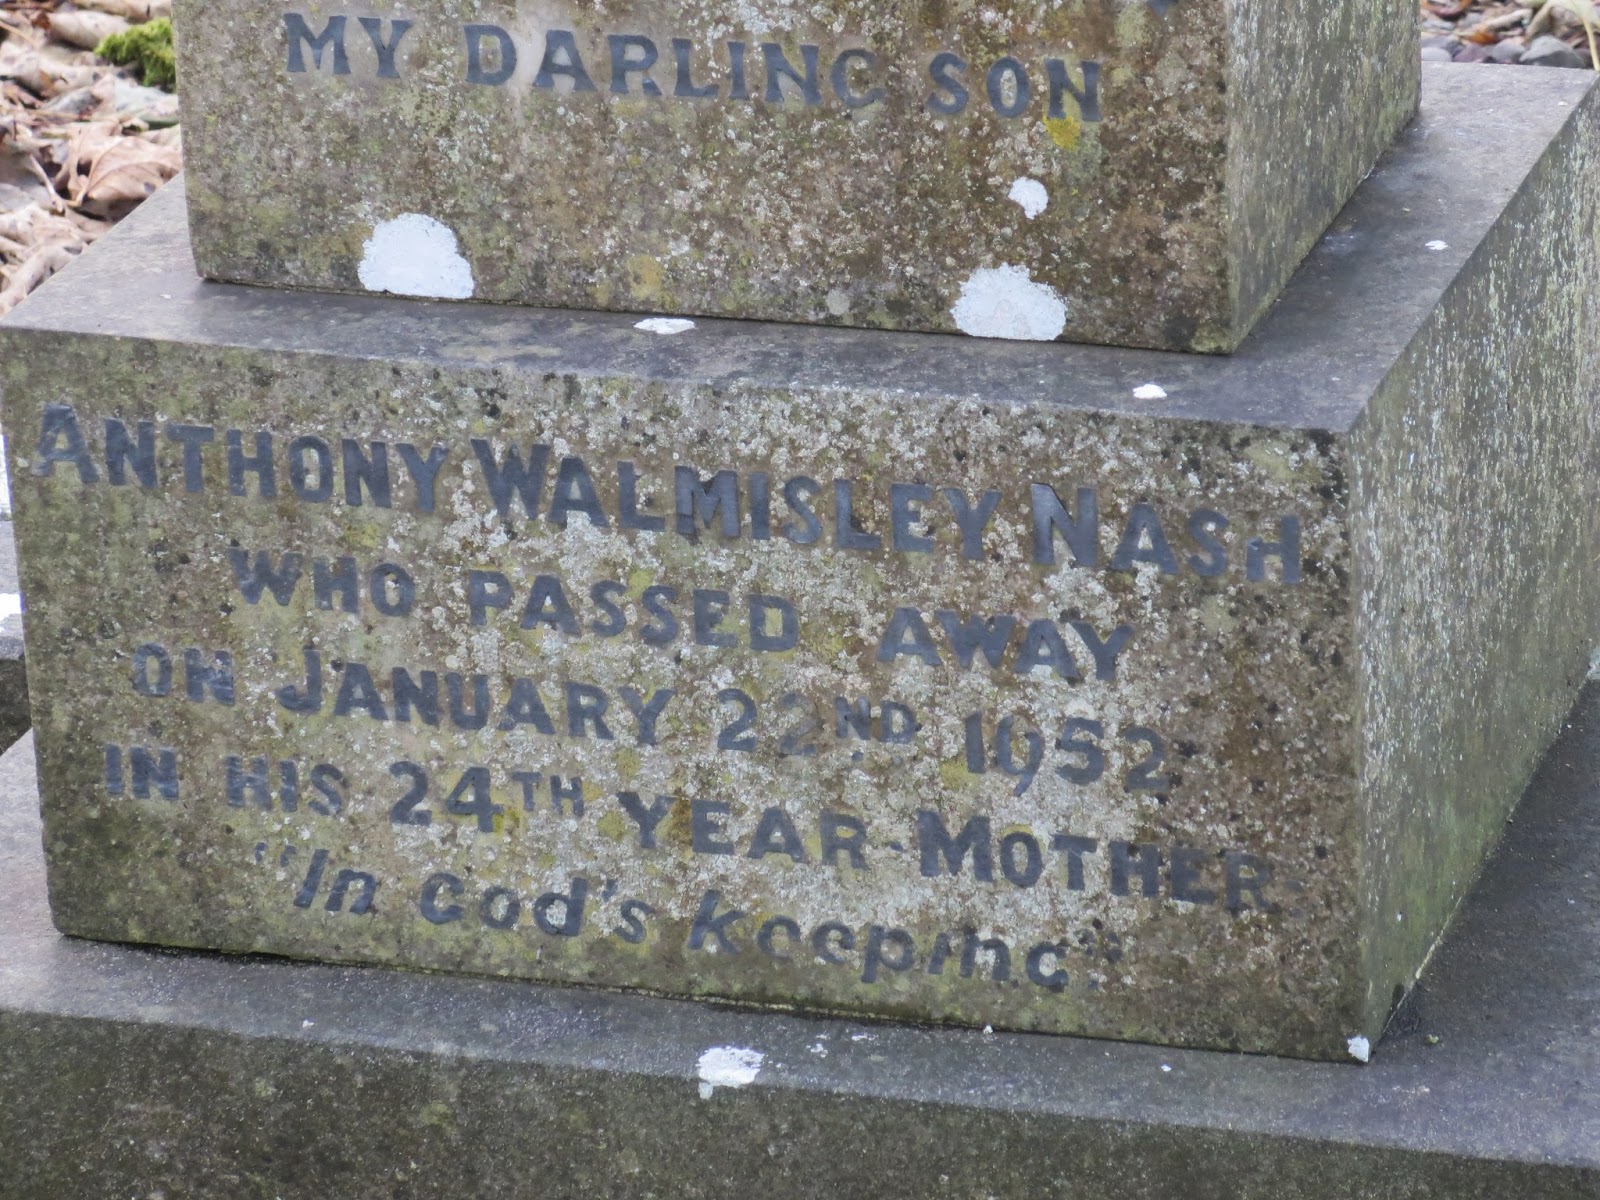 MY DARLING SON
ANTHONY WALMISLEY NASH
WHO PASSED AWAY
ON JANUARY 22ND 1952
IN HIS 24TH YEAR - MOTHER.
"In God's keeping"